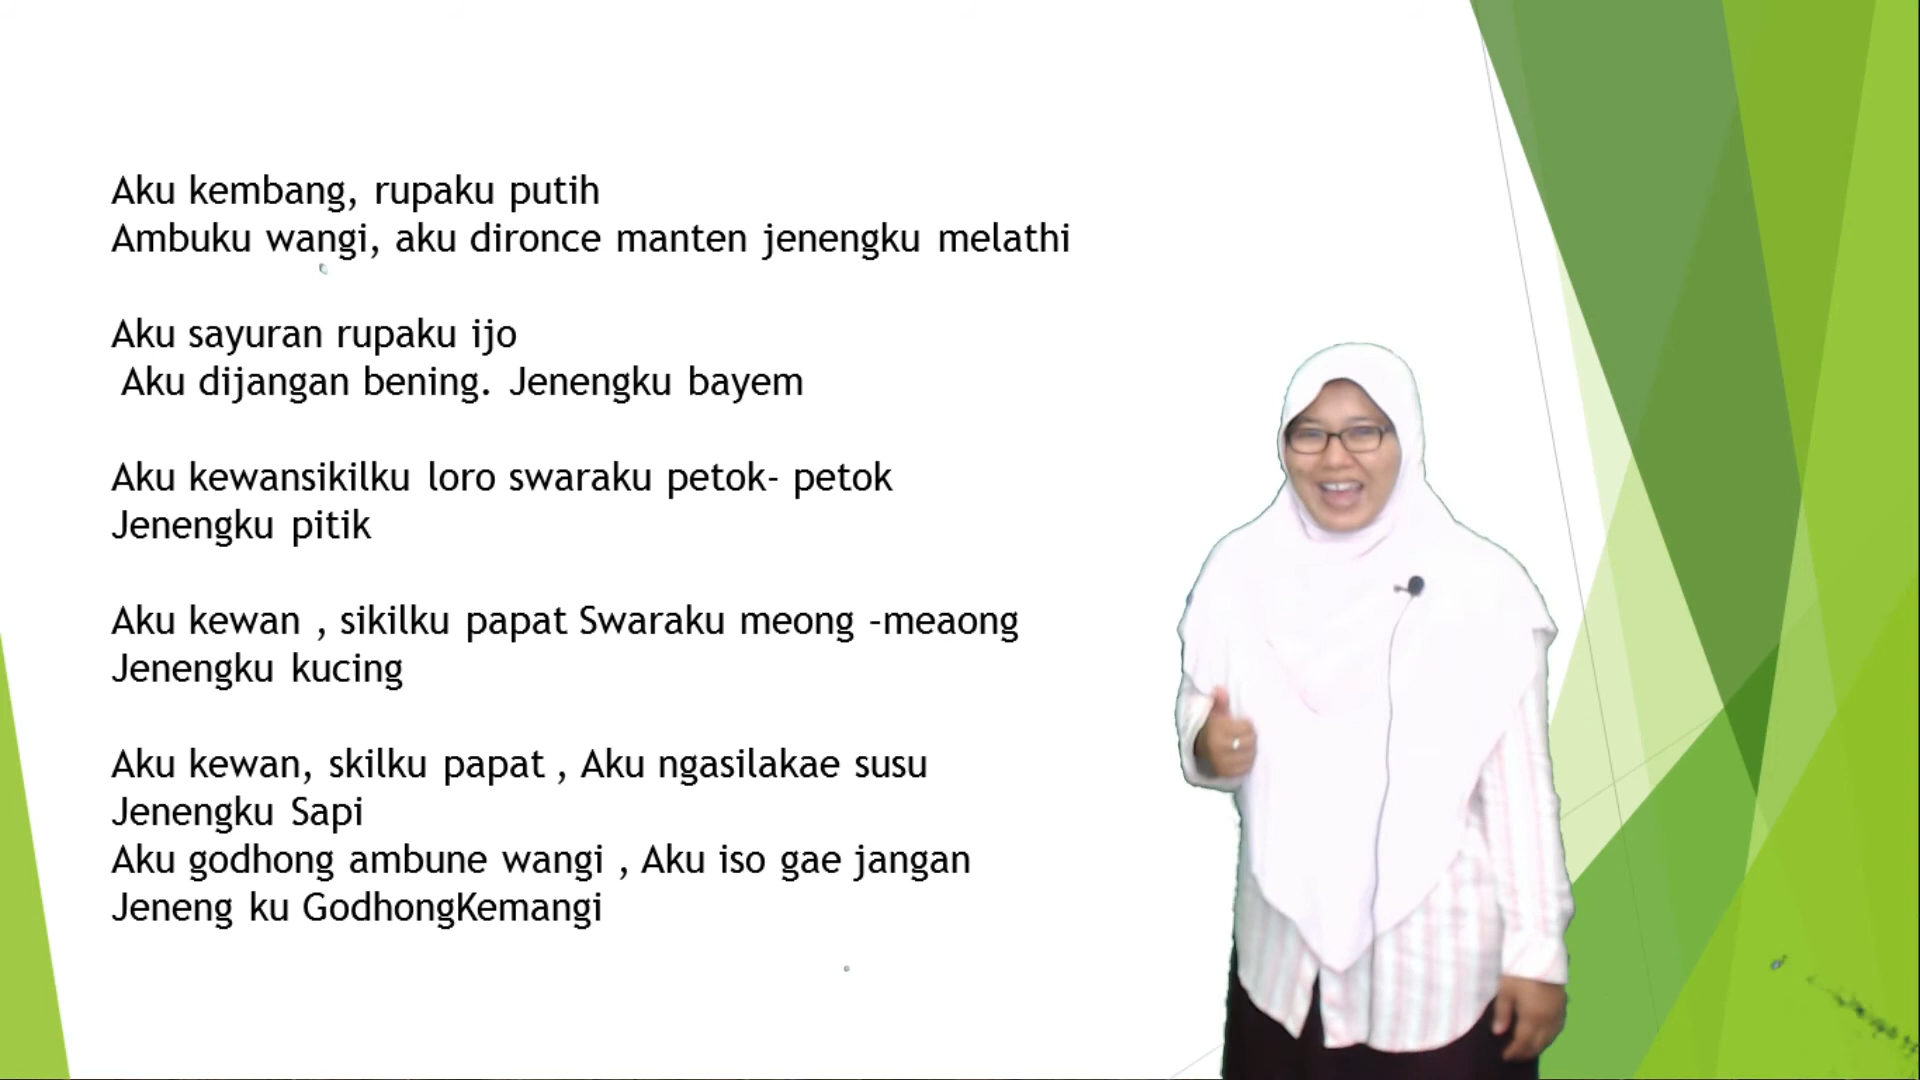 Aku kembang, rupaku putih
Ambuku wangi, aku dironce manten jenengku melathi
Aku sayuran rupaku ijo
Aku dijangan bening. Jenengku bayem
Aku kewansikilku loro swaraku petok- petok
Jenengku pitik
Aku kewan , sikilku papat Swaraku meong -meaong
Jenengku kucing
Aku kewan, skilku papat , Aku ngasilakae susu
Jenengku Sapi
Aku godhong ambune wangi , Aku iso gae jangan
Jeneng ku GodhongKemangi